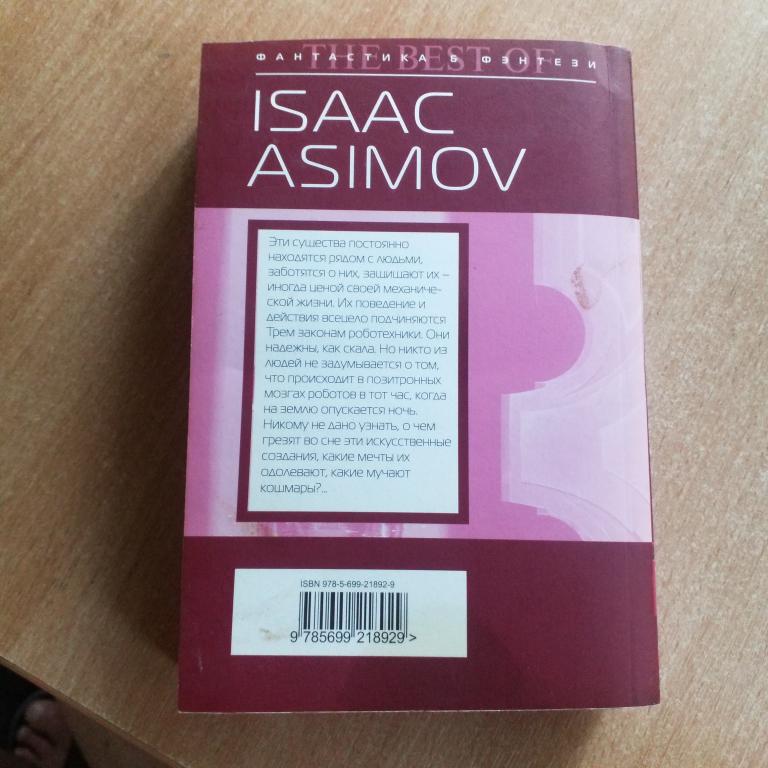 THE BEST OF
ФАНТАСТИКА & ФЭНТЕЗИ
ISAAC
ASIMOV
Эти существа постоянно
находятся рядом с людьми,
заботятся о них, защищают их –
иногда ценой своей механиче-
ской жизни. Их поведение и
действия всецело подчиняются
Трем законам роботехники. Они
надежны, как скала. Но никто из
людей не задумывается о том,
что происходит в позитронных
мозгах роботов в тот час, когда
на землю опускается ночь.
Никому не дано узнать, о чем
грезят во сне эти искусственные
создания, какие мечты их
одолевают, какие мучают
кошмары?...
ISBN 978-5-699-21892-9
9 785699 218929 >